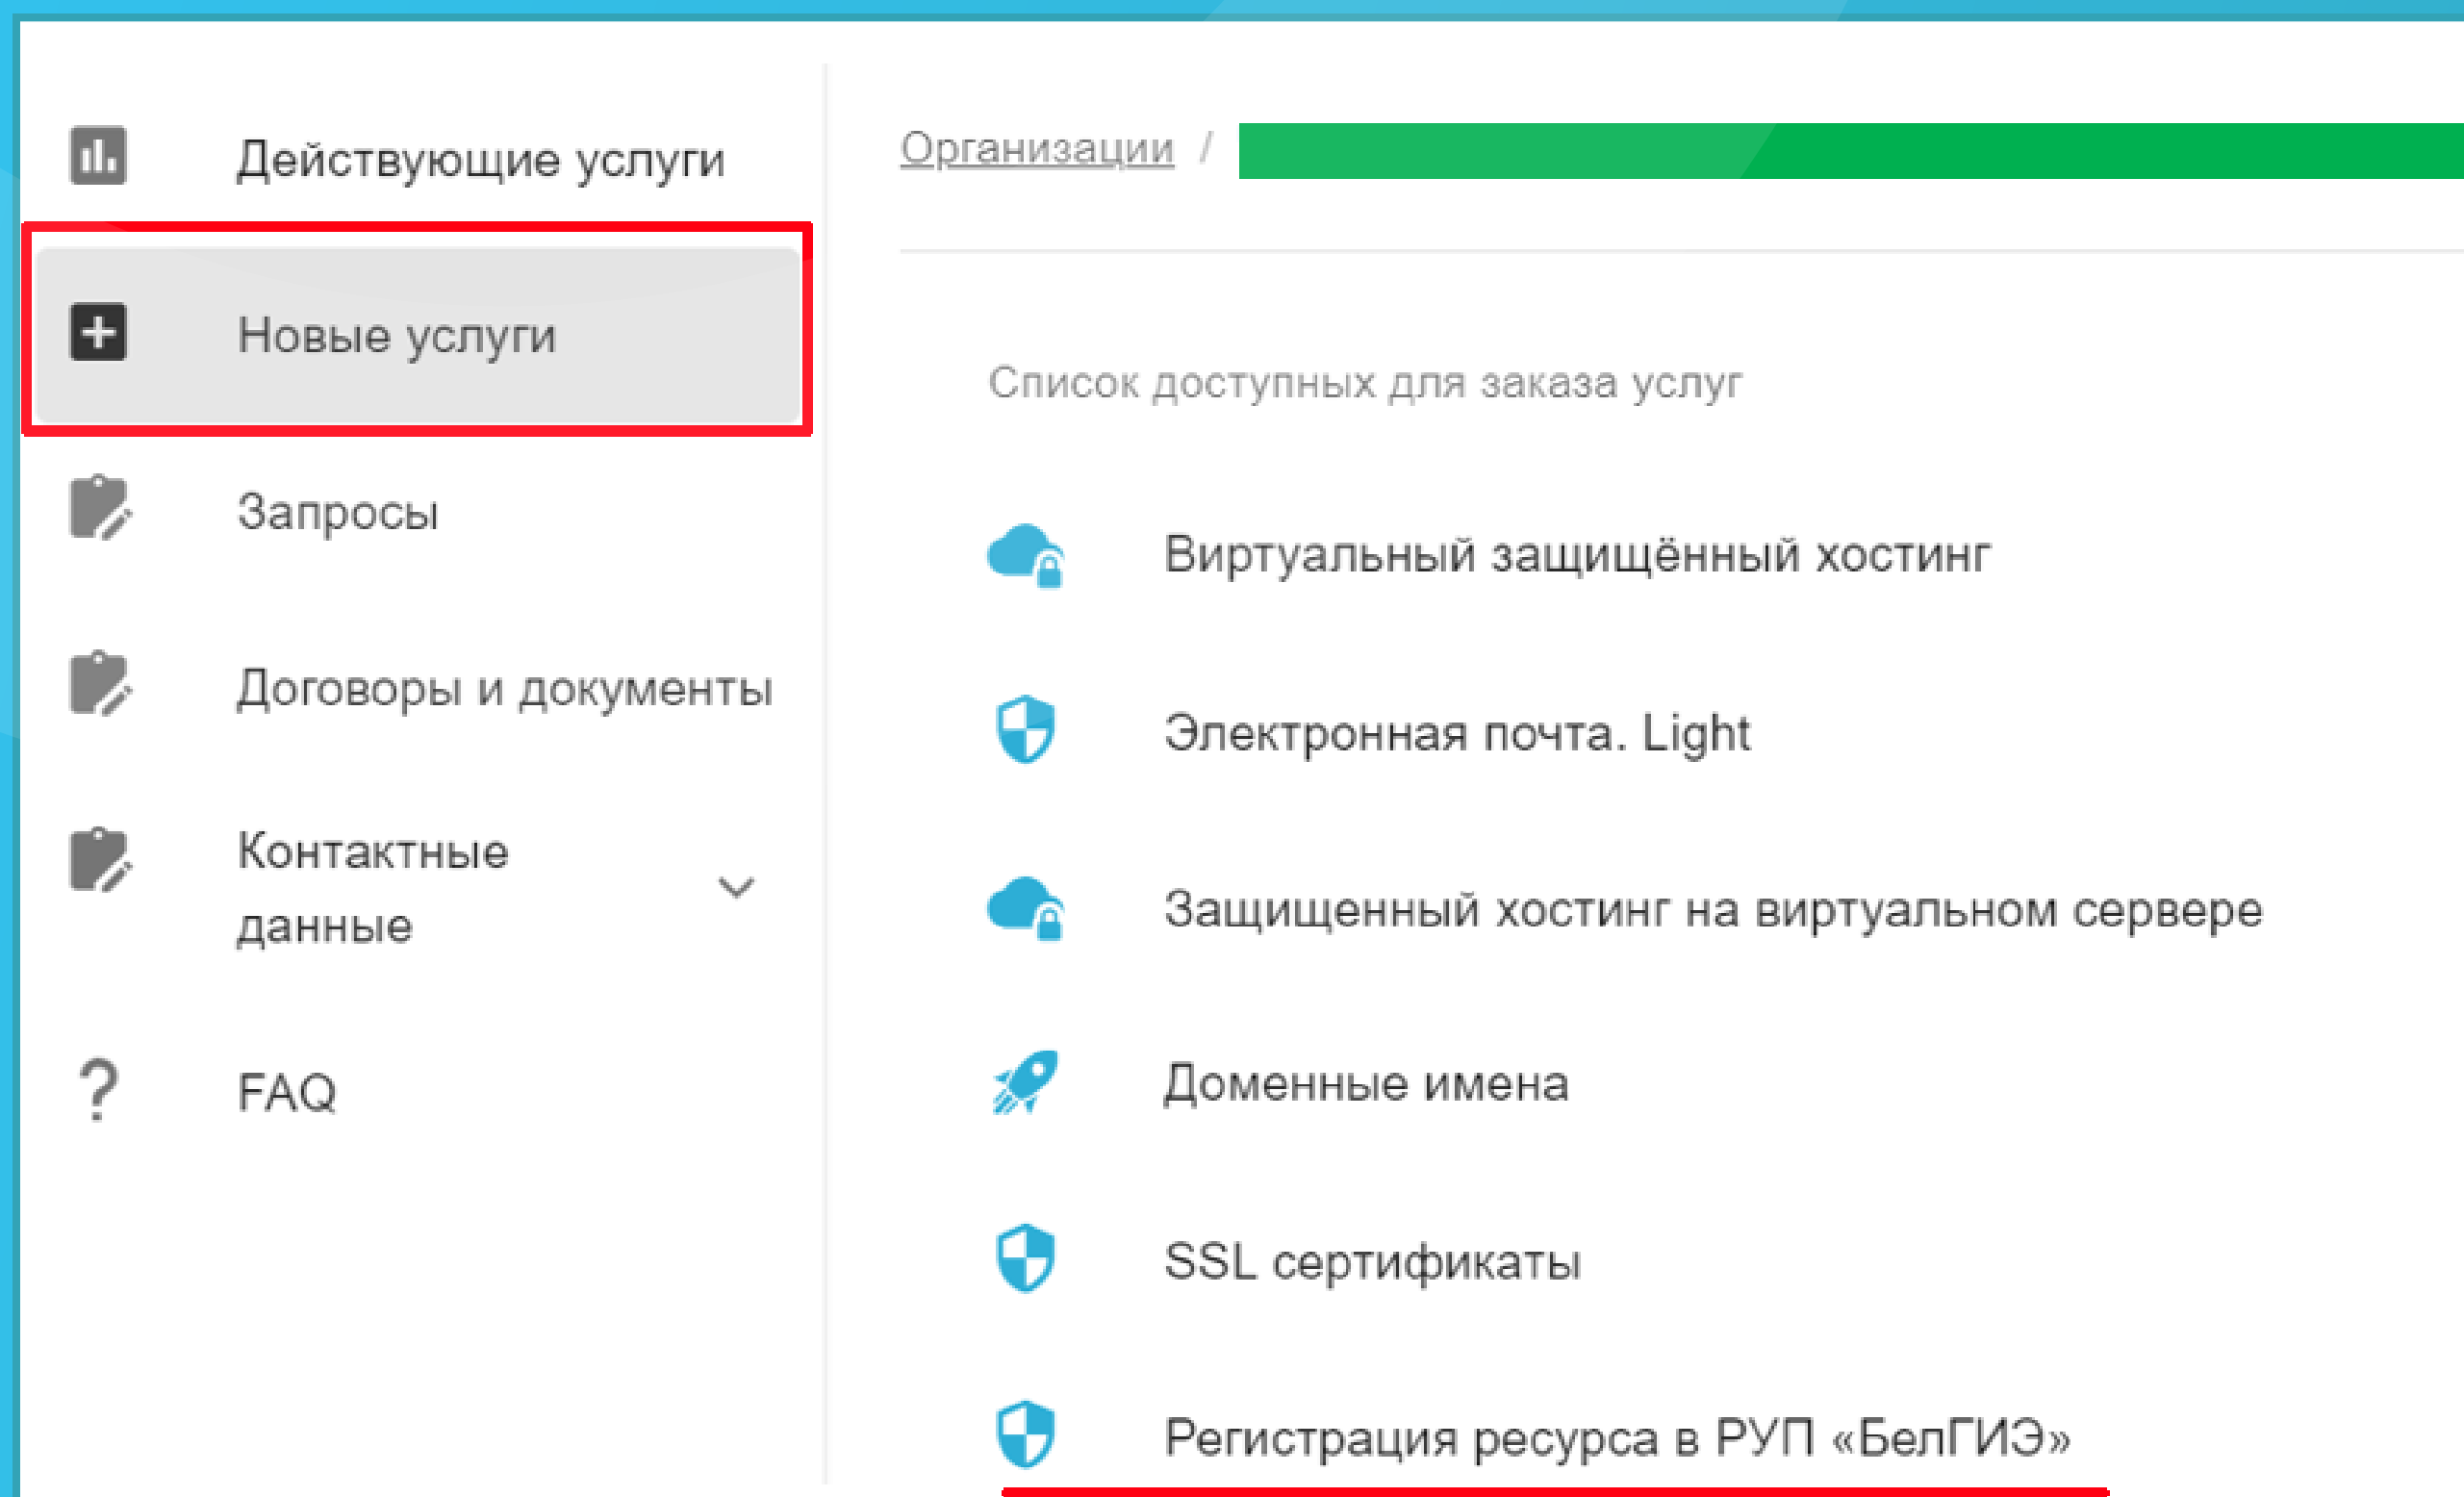 Действующие услуги
Новые услуги
Запросы
Договоры и документы
Контактные
данные
FAQ
Организации /
Список доступных для заказа услуг
Виртуальный защищённый хостинг
Электронная почта. Light
Защищенный хостинг на виртуальном сервере
Доменные имена
SSL сертификаты
Регистрация ресурса в РУП «БелГИЭ»